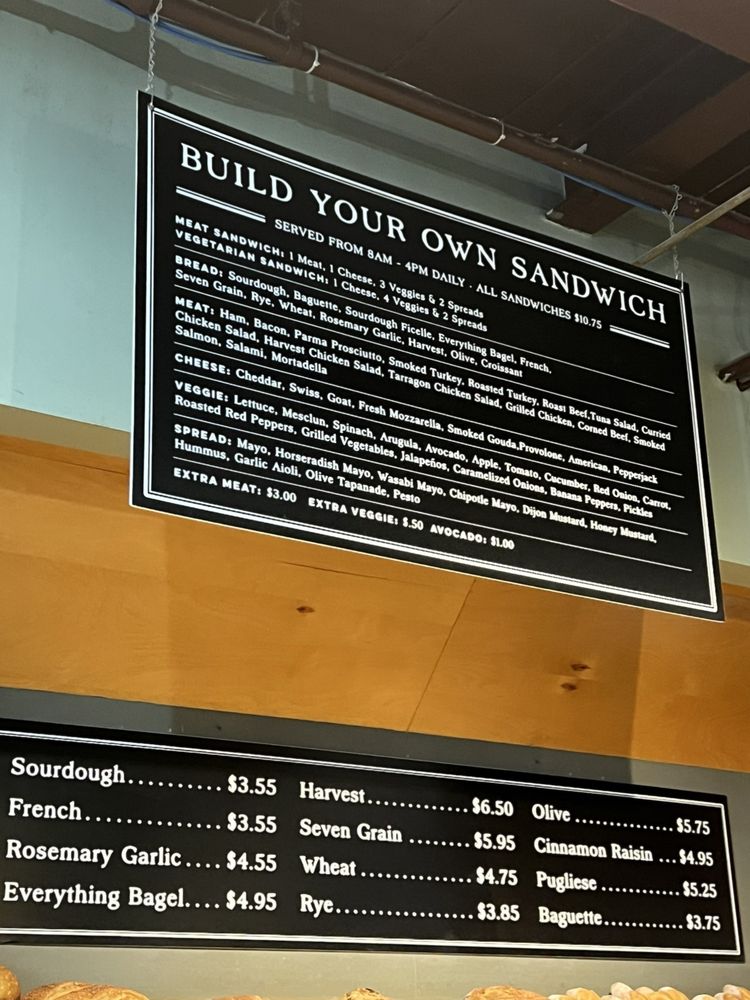 BUILD YOUR OWN SANDWICH
SERVED FROM 8AM - 4PM DAILY . ALL SANDWICHES $10.75
MEAT SANDWICH: 1 Meat, 1 Cheese, 3 Veggies & 2 Spreads
VEGETARIAN SANDWICH: 1 Cheese, 4 Veggies & 2 Spreads
BREAD: Sourdough, Baguette, Sourdough Ficelle, Everything Bagel, French,
Seven Grain, Rye, Wheat, Rosemary Garlic, Harvest, Olive, Croissant
MEAT: Ham, Bacon, Parma Prosciutto, Smoked Turkey, Roasted Turkey, Roast Beef,Tuna Salad, Curried
Chicken Salad, Harvest Chicken Salad, Tarragon Chicken Salad, Grilled Chicken, Corned Beef, Smoked
Salmon, Salami, Mortadella
CHEESE: Cheddar, Swiss, Goat, Fresh Mozzarella, Smoked Gouda,Provolone, American, Pepperjack
VEGGIE: Lettuce, Mesclun, Spinach, Arugula, Avocado, Apple, Tomato, Cucumber, Red Onion, Carrot,
Roasted Red Peppers, Grilled Vegetables, Jalapeños, Caramelized Onions, Banana Peppers, Pickles
SPREAD: Mayo, Horseradish Mayo, Wasabi Mayo, Chipotle Mayo, Dijon Mustard, Honey Mustard,
Hummus, Garlic Aioli, Olive Tapanade, Pesto
EXTRA MEAT: $3.00 EXTRA VEGGIE: $.50 AVOCADO: $1.00
Sourdough.......... $3.55
French.............. $3.55
Rosemary Garlic.... $4.55
Everything Bagel.... $4.95
Harvest............ $6.50
Seven Grain ........ $5.95
Wheat ............. $4.75
Rye................. $3.85
Olive ............... $5.75
Cinnamon Raisin ... $4.95
Pugliese ............ $5.25
Baguette............ $3.75